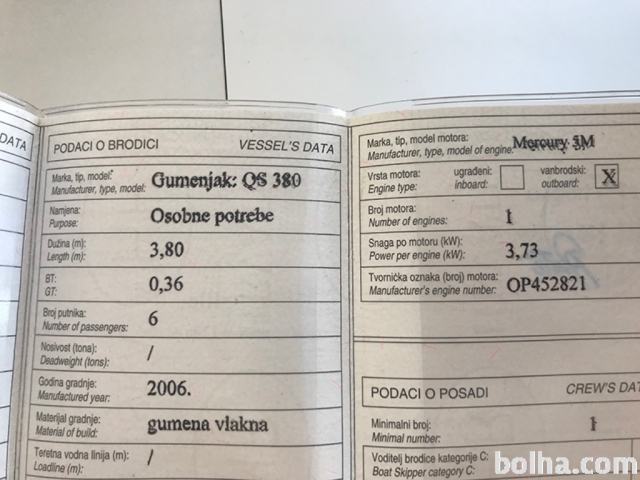 DATA
PODACI O BRODICI VESSEL'S DATA
Marka, tip, model: Gumenjak: QS 380
Manufacturer, type, model:
Namjena: Osobne potrebe
Purpose:
Dužina (m): 3,80
Length (m):
BT: 0,36
GT:
Broj putnika: 6
Number of passengers:
Nosivost (tona): /
Deadweight (tons):
Godina gradnje: 2006.
Manufactured year:
Materijal gradnje: gumena vlakna
Material of build:
Teretna vodna linija (m): /
Loadline (m):
Marka, tip, model motora: Mercury 5M
Manufacturer, type, model of engine:
Vrsta motora: ugrađeni: vanbrodski: X
Engine type: inboard: outboard:
Broj motora: 1
Number of engines:
Snaga po motoru (kW): 3,73
Power per engine (kW):
Tvornička oznaka (broj) motora: OP452821
Manufacturer's engine number:
PODACI O POSADI CREW'S DAT
Minimalni broj: 1
Minimal number:
Voditelj brodice kategorije C:
Boat Skipper category C:
bolha.com